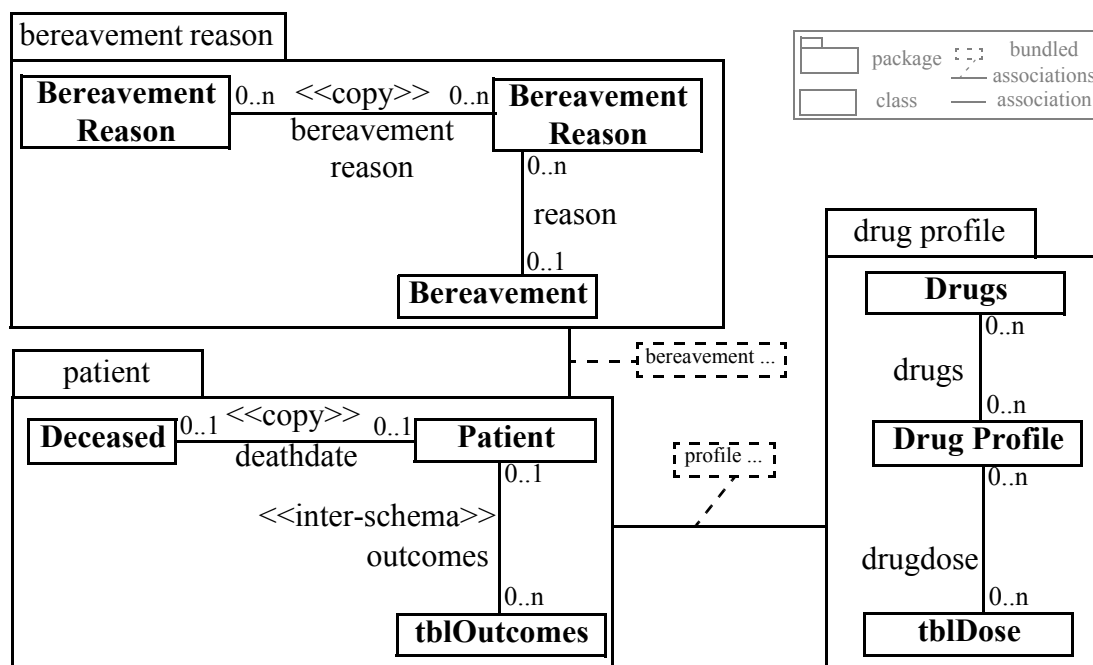 bereavement reason
Bereavement
Reason
0..n
<<copy>>
0..n
bereavement
reason
Bereavement
Reason
0..n
reason
0..1
Bereavement
package
bundled
associations
class
association
patient
bereavement ...
Deceased
0..1
<<copy>>
0..1
deathdate
Patient
0..1
<<inter-schema>>
outcomes
0..n
tblOutcomes
profile ...
drug profile
Drugs
0..n
drugs
0..n
Drug Profile
0..n
drugdose
0..n
tblDose